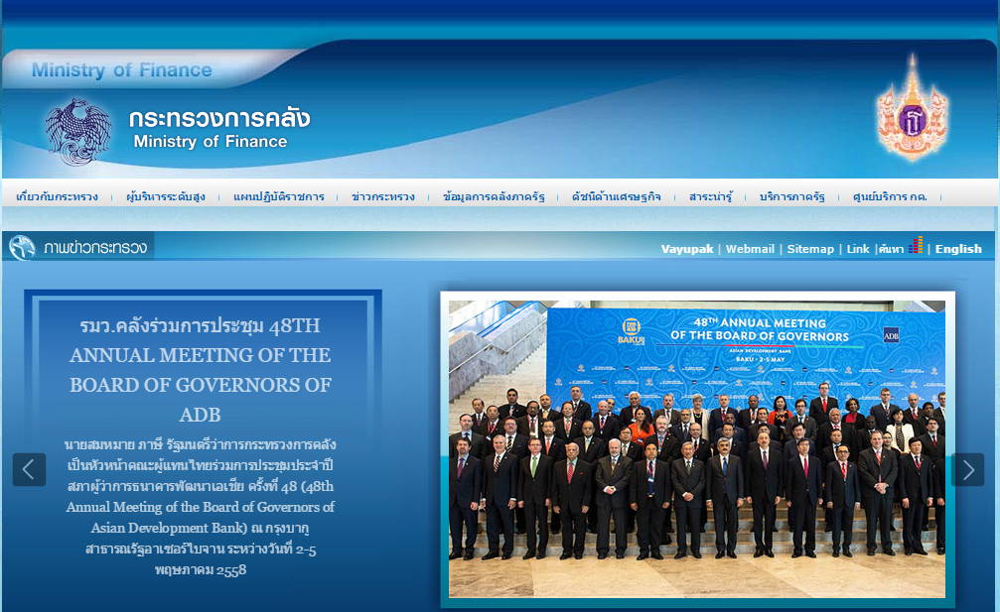 Ministry of Finance
กระทรวงการคลัง
Ministry of Finance
เกี่ยวกับกระทรวง ผู้บริหารระดับสูง แผนปฏิบัติราชการ ข่าวกระทรวง ข้อมูลการคลังภาครัฐ ดัชนีด้านเศรษฐกิจ สาระน่ารู้ บริการภาครัฐ ศูนย์บริการ กค.
ภาพข่าวกระทรวง
Vayupak | Webmail | Sitemap | Link |ค้นหา | English
รมว.คลังร่วมการประชุม 48TH
ANNUAL MEETING OF THE
BOARD OF GOVERNORS OF
ADB
นายสมหมาย ภาษี รัฐมนตรีว่าการกระทรวงการคลัง
เป็นหัวหน้าคณะผู้แทนไทยร่วมการประชุมประจำปี
สภาผู้ว่าการธนาคารพัฒนาเอเชีย ครั้งที่ 48 (48th
Annual Meeting of the Board of Governors of
Asian Development Bank) ณ กรุงบากู
สาธารณรัฐอาเซอร์ไบจาน ระหว่างวันที่ 2-5
พฤษภาคม 2558
48TH ANNUAL MEETING
OF THE BOARD OF GOVERNORS
ASIAN DEVELOPMENT BANK
BAKU • 2-5 MAY
BAKU
ADB